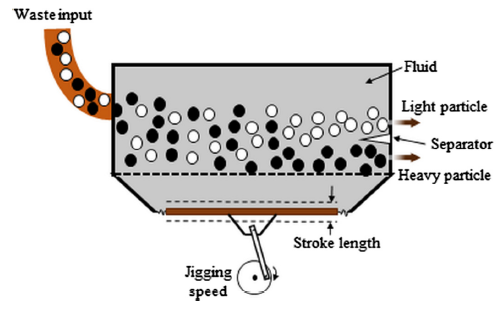 Waste input
Fluid
Light particle
Separator
Heavy particle
Stroke length
Jigging
speed